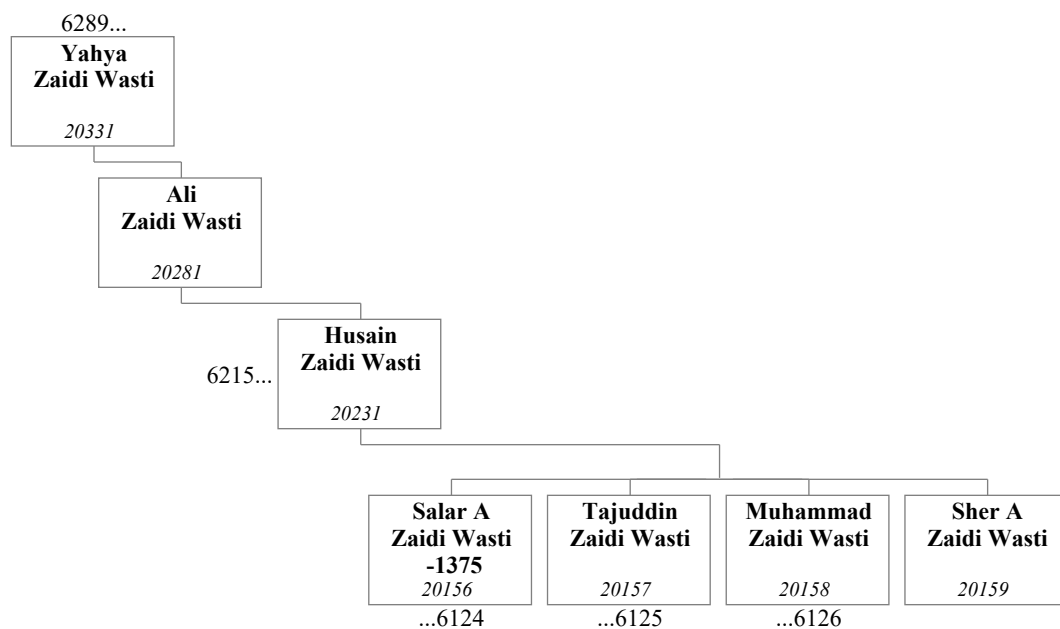 6289...
Yahya
Zaidi Wasti
20331
Ali
Zaidi Wasti
20281
Husain
Zaidi Wasti
6215...
20231
Salar A
Zaidi Wasti
-1375
20156
...6124
Tajuddin
Zaidi Wasti
20157
...6125
Muhammad
Zaidi Wasti
20158
...6126
Sher A
Zaidi Wasti
20159